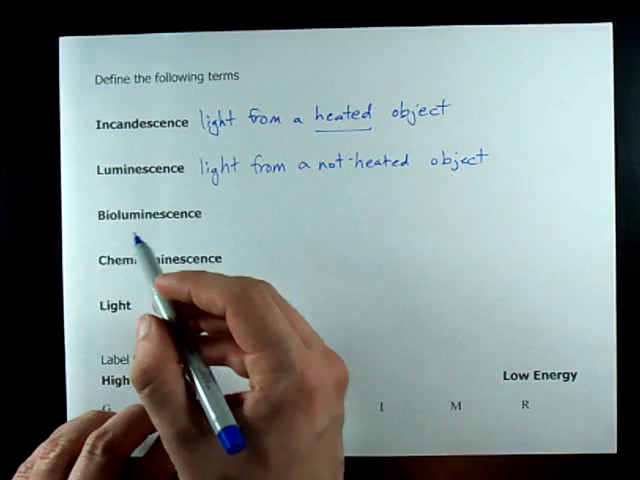 Define the following terms
Incandescence light from a heated object
Luminescence light from a not-heated object
Bioluminescence
Light
Label
High Low Energy
G I M R